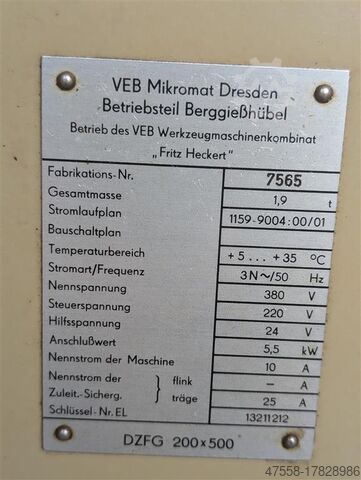 VEB Mikromat Dresden
Betriebsteil Berggießhübel
Betrieb des VEB Werkzeugmaschinenkombinat
„Fritz Heckert"
Fabrikations-Nr. 7565
Gesamtmasse 1,9 t
Stromlaufplan 1159-9004:00/01
Bauschaltplan
Temperaturbereich +5 ... +35 °C
Stromart/Frequenz 3N~/50 Hz
Nennspannung 380 V
Steuerspannung 220 V
Hilfsspannung 24 V
Anschlußwert 5,5 kW
Nennstrom der Maschine 10 A
Nennstrom der } flink — A
Zuleit.-Sicherg. träge 25 A
Schlüssel-Nr. EL 13211212
DZFG 200×500
47558-17828986